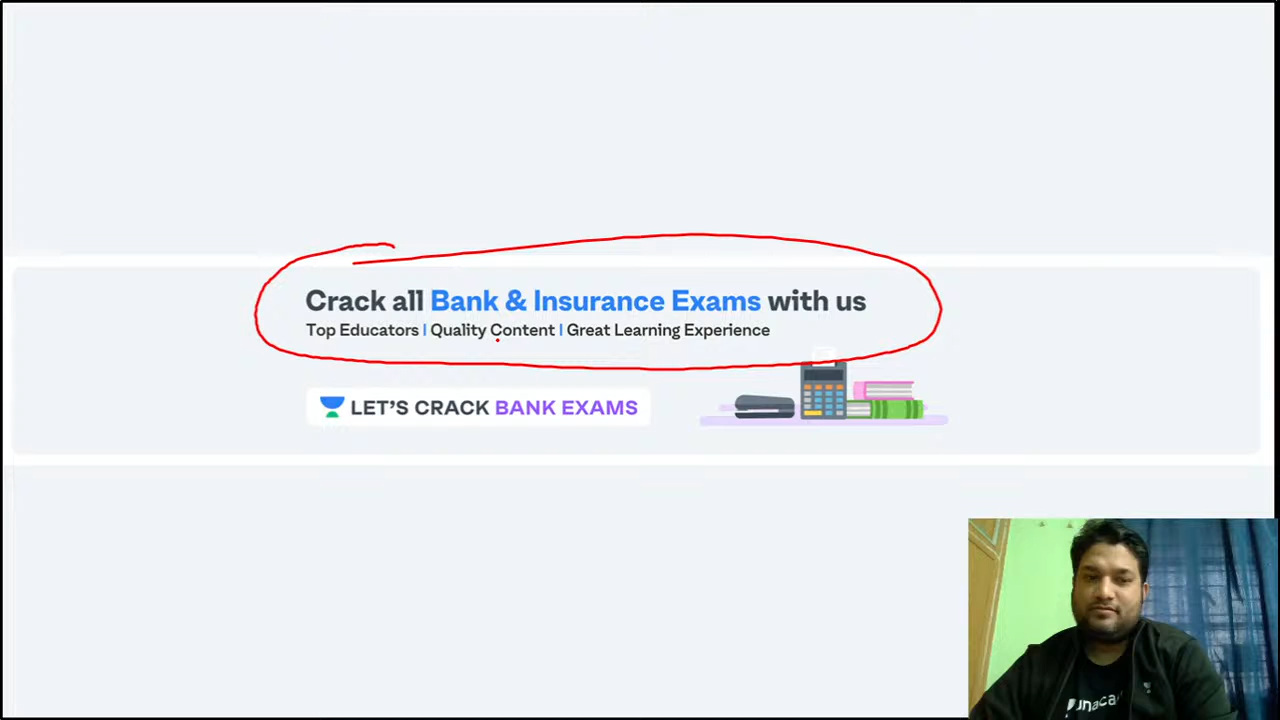 Crack all Bank & Insurance Exams with us
Top Educators | Quality Content | Great Learning Experience
LET'S CRACK BANK EXAMS